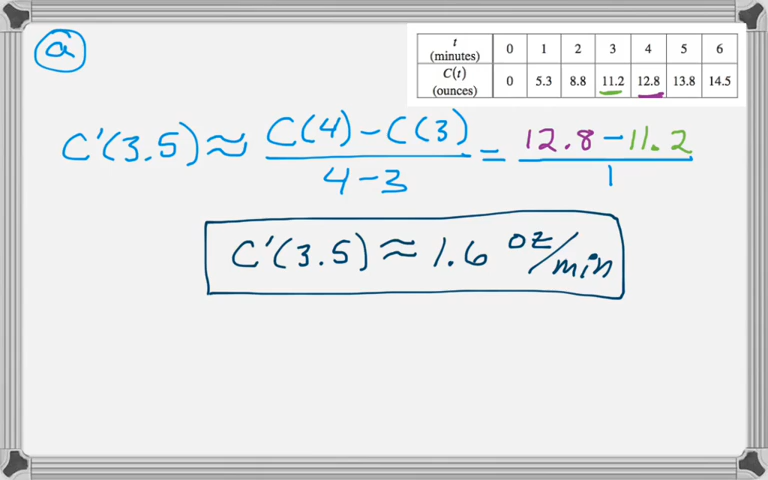 a
t (minutes) 0 1 2 3 4 5 6
C(t) (ounces) 0 5.3 8.8 11.2 12.8 13.8 14.5
C'(3.5) ≈ C(4) - C(3) / 4 - 3 = 12.8 - 11.2 / 1
C'(3.5) ≈ 1.6 oz/min